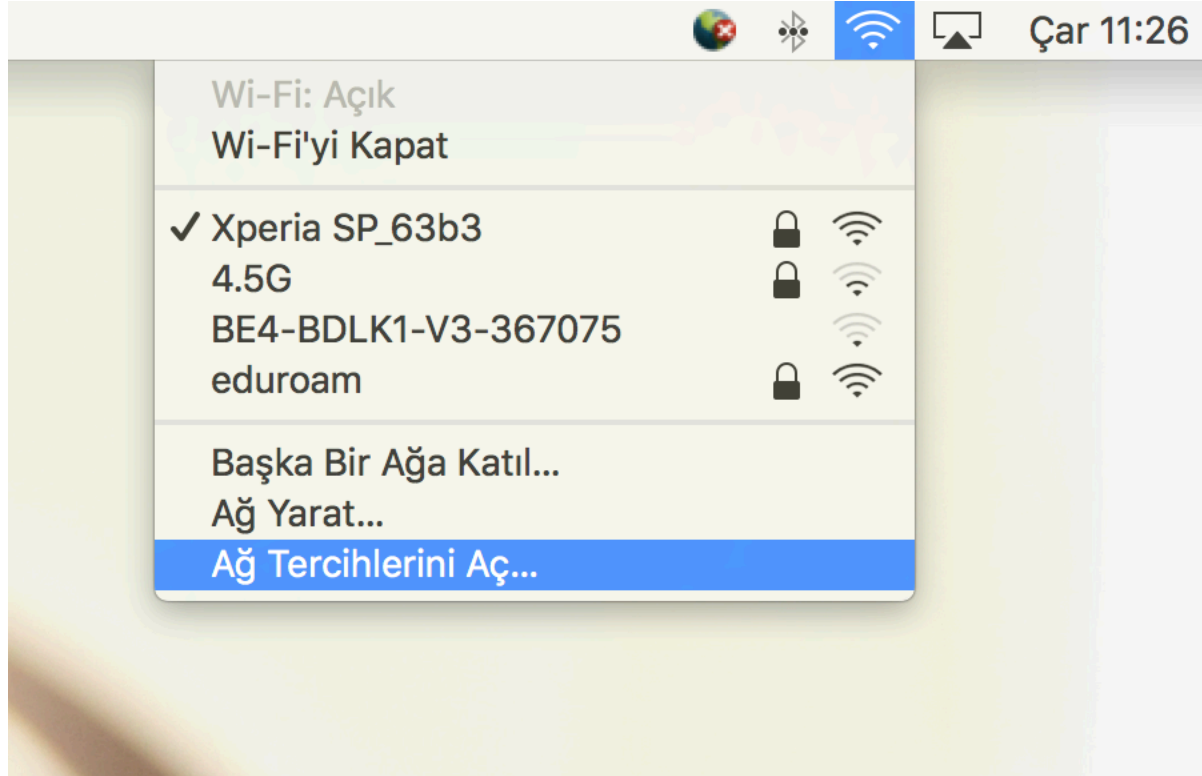 Çar 11:26
Wi-Fi: Açık
Wi-Fi'yi Kapat
Xperia SP_63b3
4.5G
BE4-BDLK1-V3-367075
eduroam
Başka Bir Ağa Katıl...
Ağ Yarat...
Ağ Tercihlerini Aç...